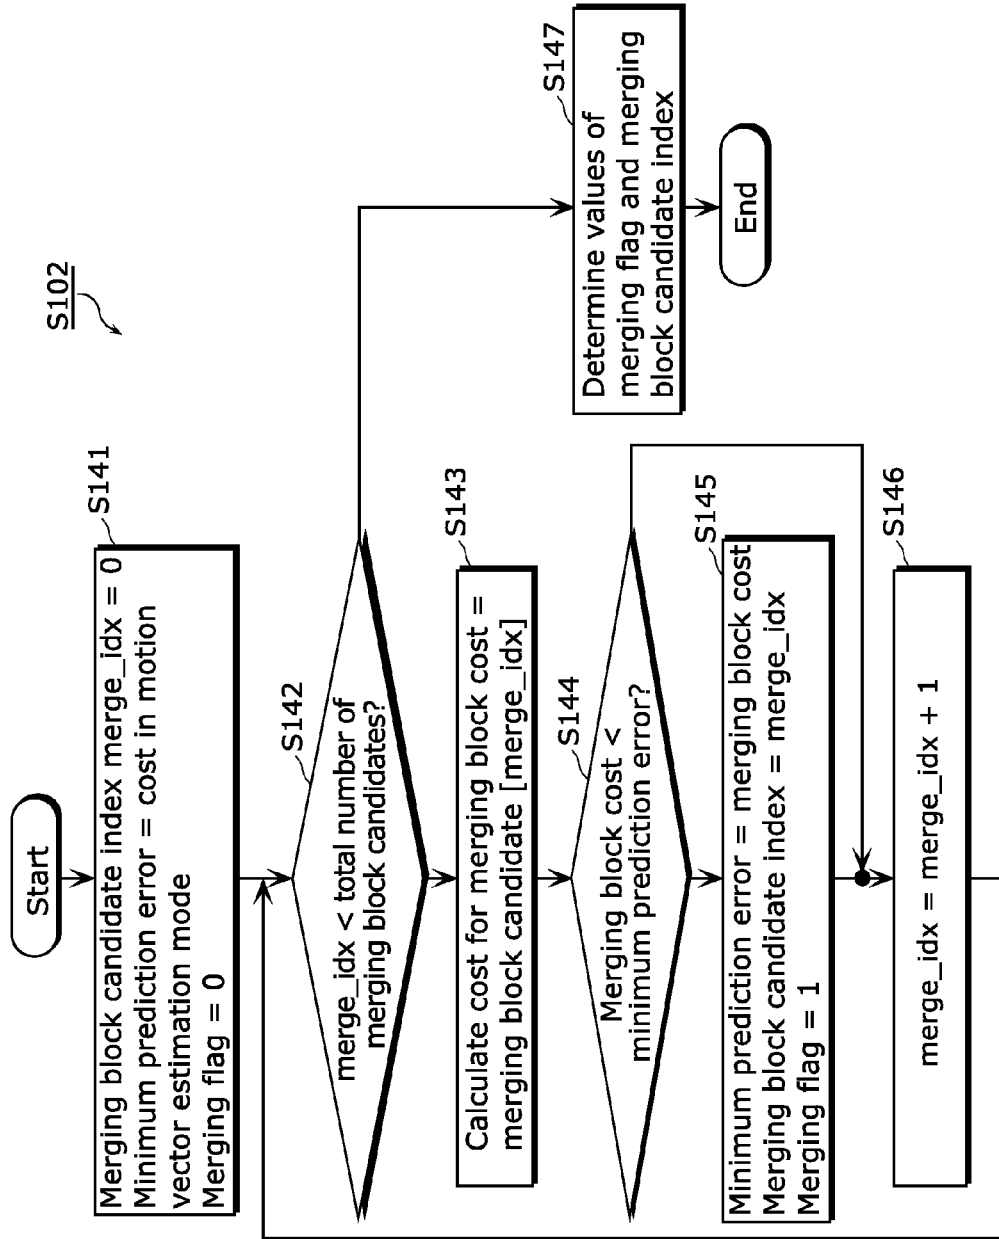 S102
Start
S141
Merging block candidate index merge_idx = 0
Minimum prediction error = cost in motion
vector estimation mode
Merging flag = 0
S142
merge_idx < total number of
merging block candidates?
S143
Calculate cost for merging block cost =
merging block candidate [merge_idx]
S144
Merging block cost <
minimum prediction error?
S145
Minimum prediction error = merging block cost
Merging block candidate index = merge_idx
Merging flag = 1
S146
merge_idx = merge_idx + 1
S147
Determine values of
merging flag and merging
block candidate index
End